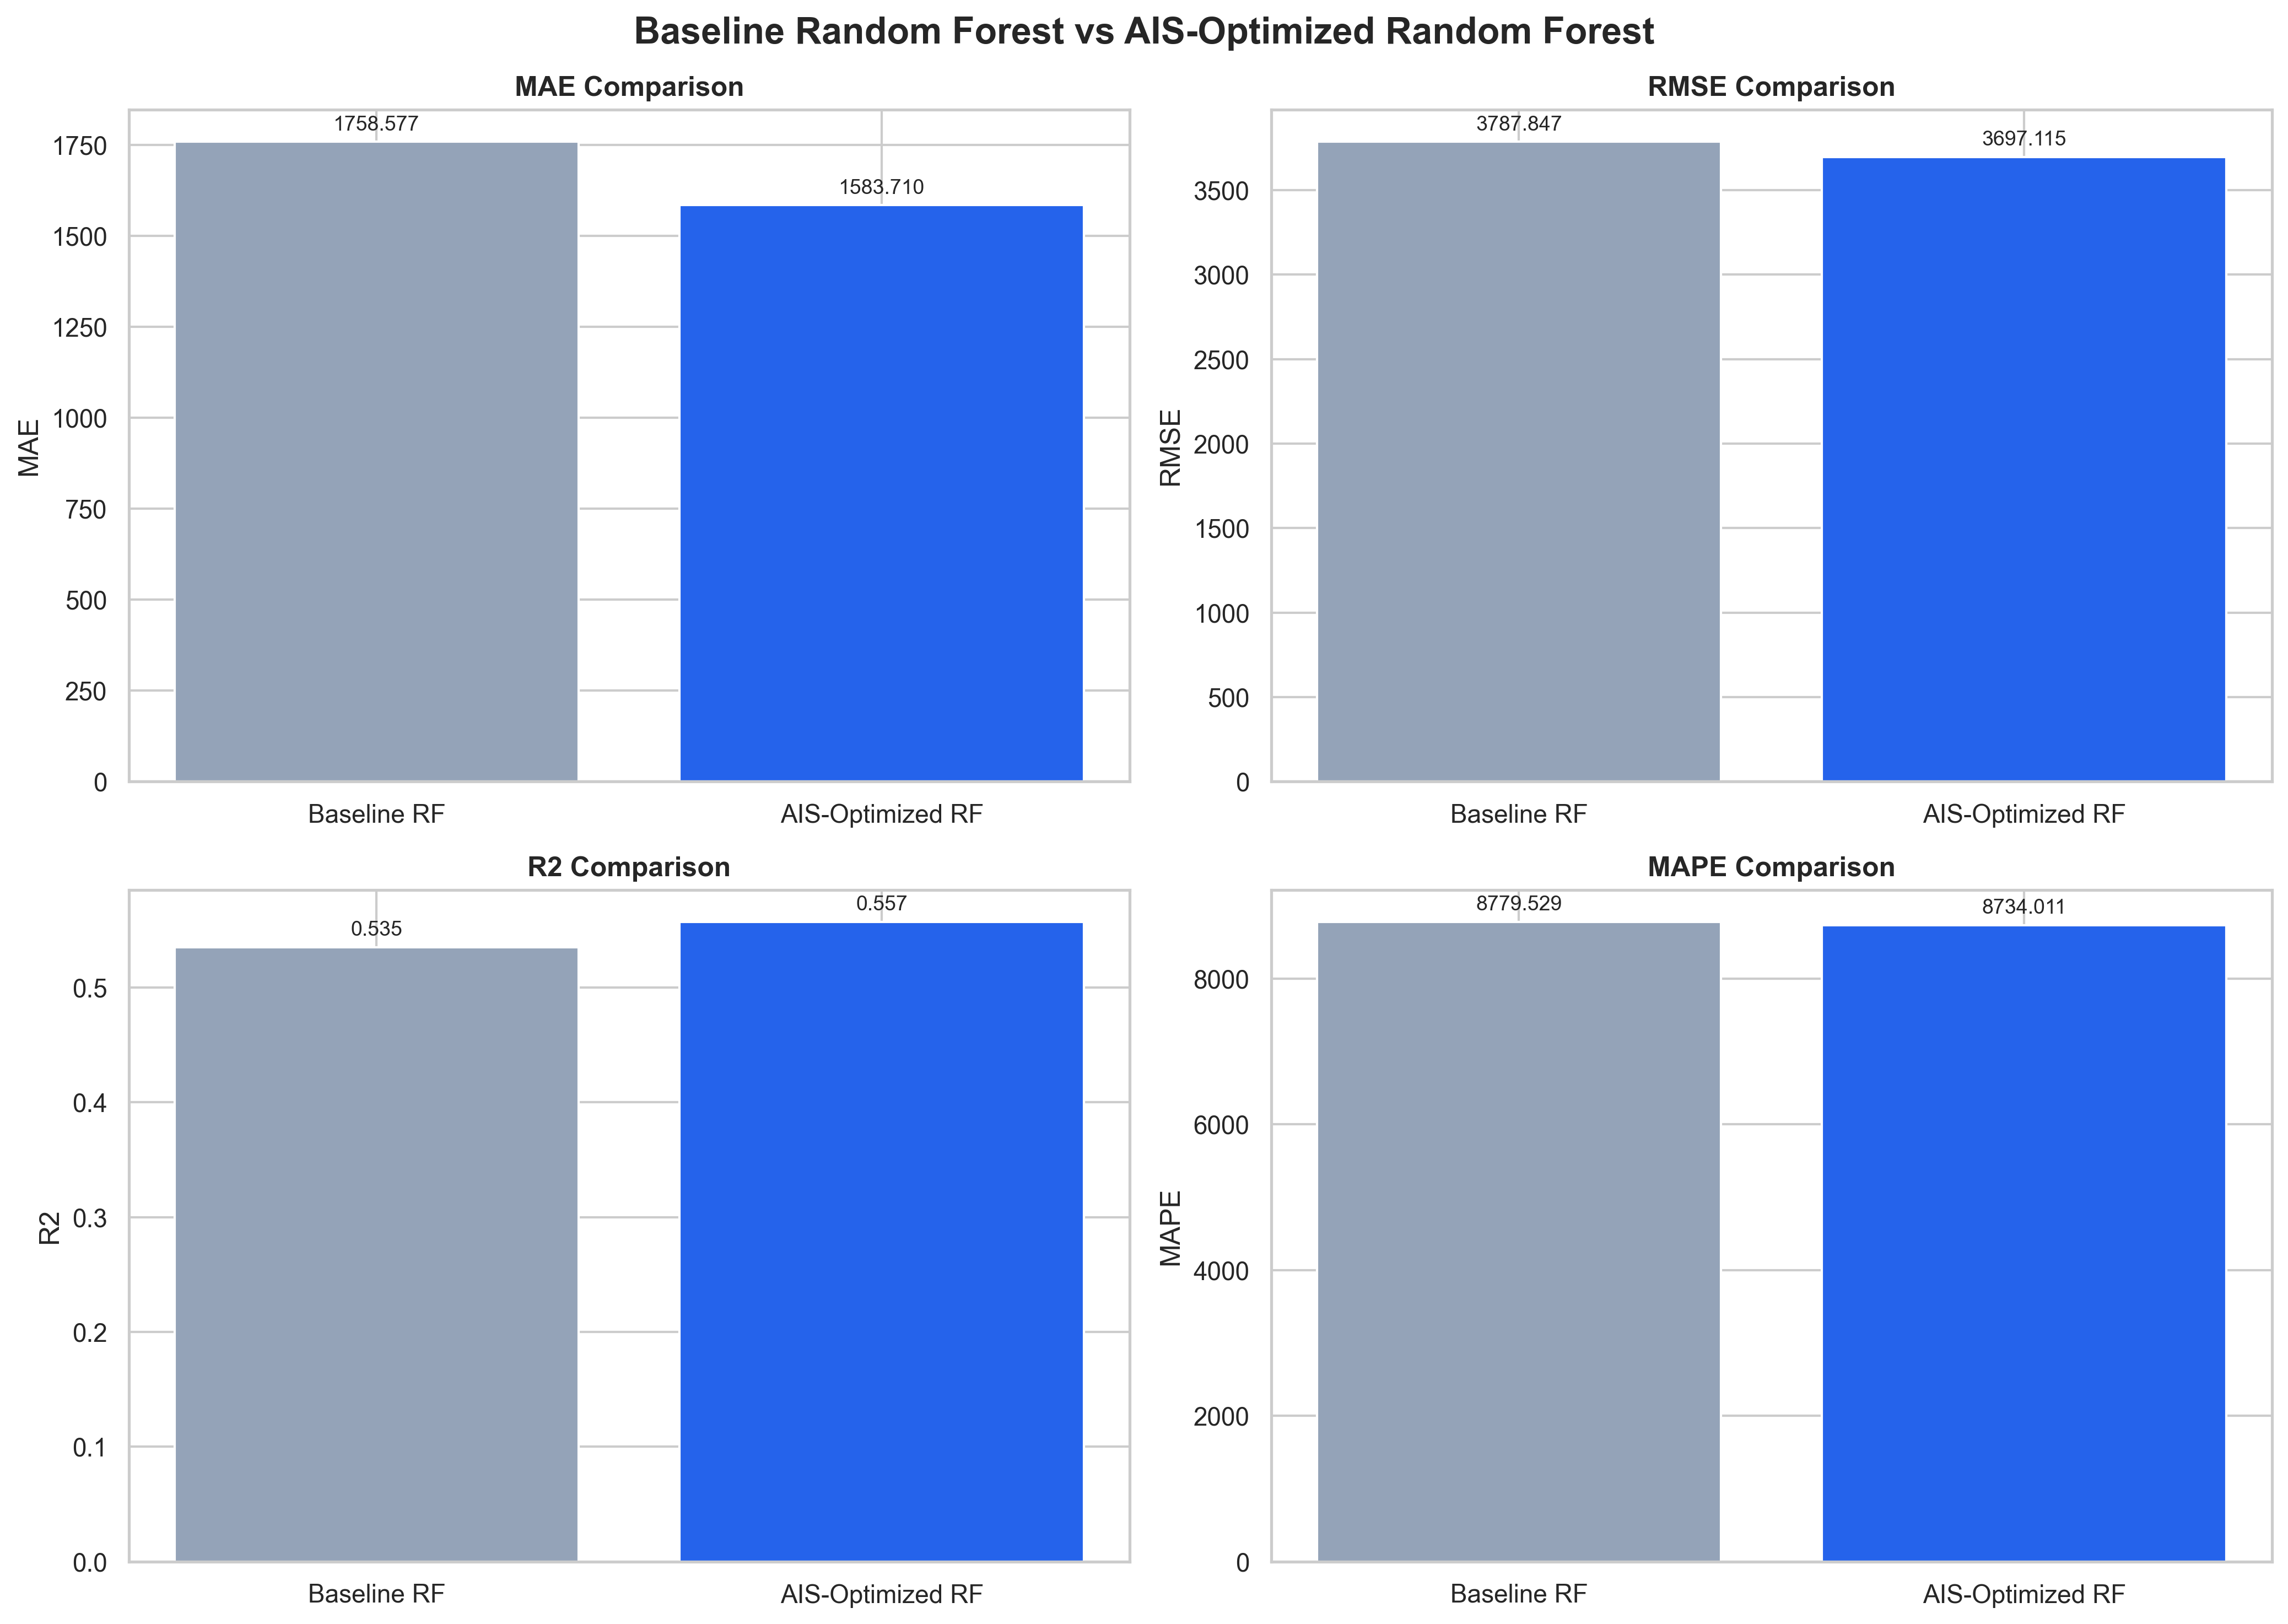 Baseline Random Forest vs AIS-Optimized Random Forest
MAE Comparison
1758.577
1583.710
1750
1500
1250
1000
750
500
250
0
MAE
Baseline RF
AIS-Optimized RF
RMSE Comparison
3787.847
3697.115
3500
3000
2500
2000
1500
1000
500
0
RMSE
Baseline RF
AIS-Optimized RF
R2 Comparison
0.535
0.557
0.5
0.4
0.3
0.2
0.1
0.0
R2
Baseline RF
AIS-Optimized RF
MAPE Comparison
8779.529
8734.011
8000
6000
4000
2000
0
MAPE
Baseline RF
AIS-Optimized RF